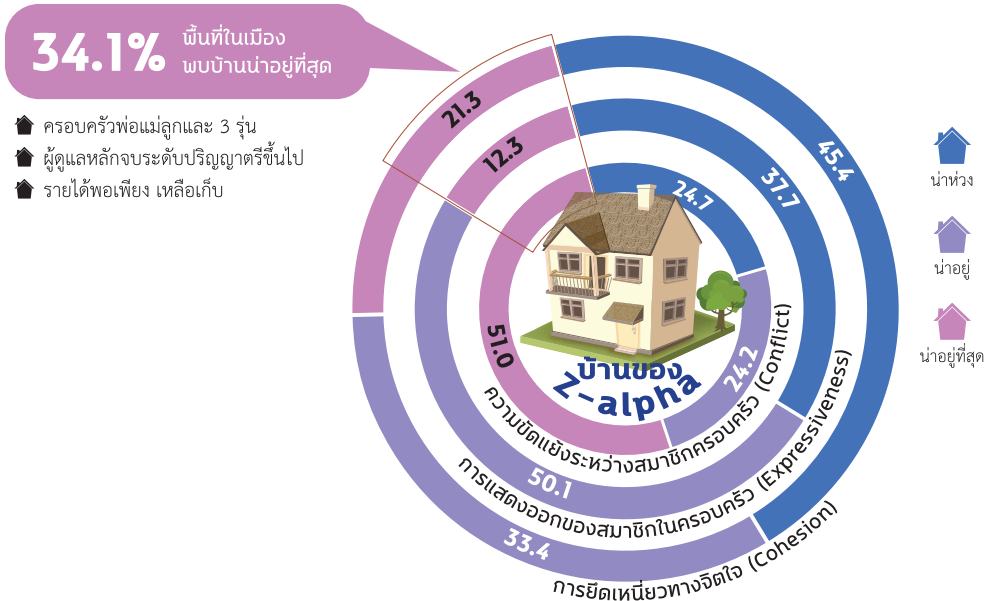 34.1%
พื้นที่ในเมือง
พบบ้านน่าอยู่ที่สุด
ครอบครัวพ่อแม่ลูกและ 3 รุ่น
ผู้ดูแลหลักจบระดับปริญญาตรีขึ้นไป
รายได้พอเพียง เหลือเก็บ
21.3
12.3
51.0
24.7
37.7
45.4
24.2
50.1
33.4
บ้านของ
Z-alpha
ความขัดแย้งระหว่างสมาชิกครอบครัว (Conflict)
การแสดงออกของสมาชิกในครอบครัว (Expressiveness)
การยึดเหนี่ยวทางจิตใจ (Cohesion)
น่าห่วง
น่าอยู่
น่าอยู่ที่สุด